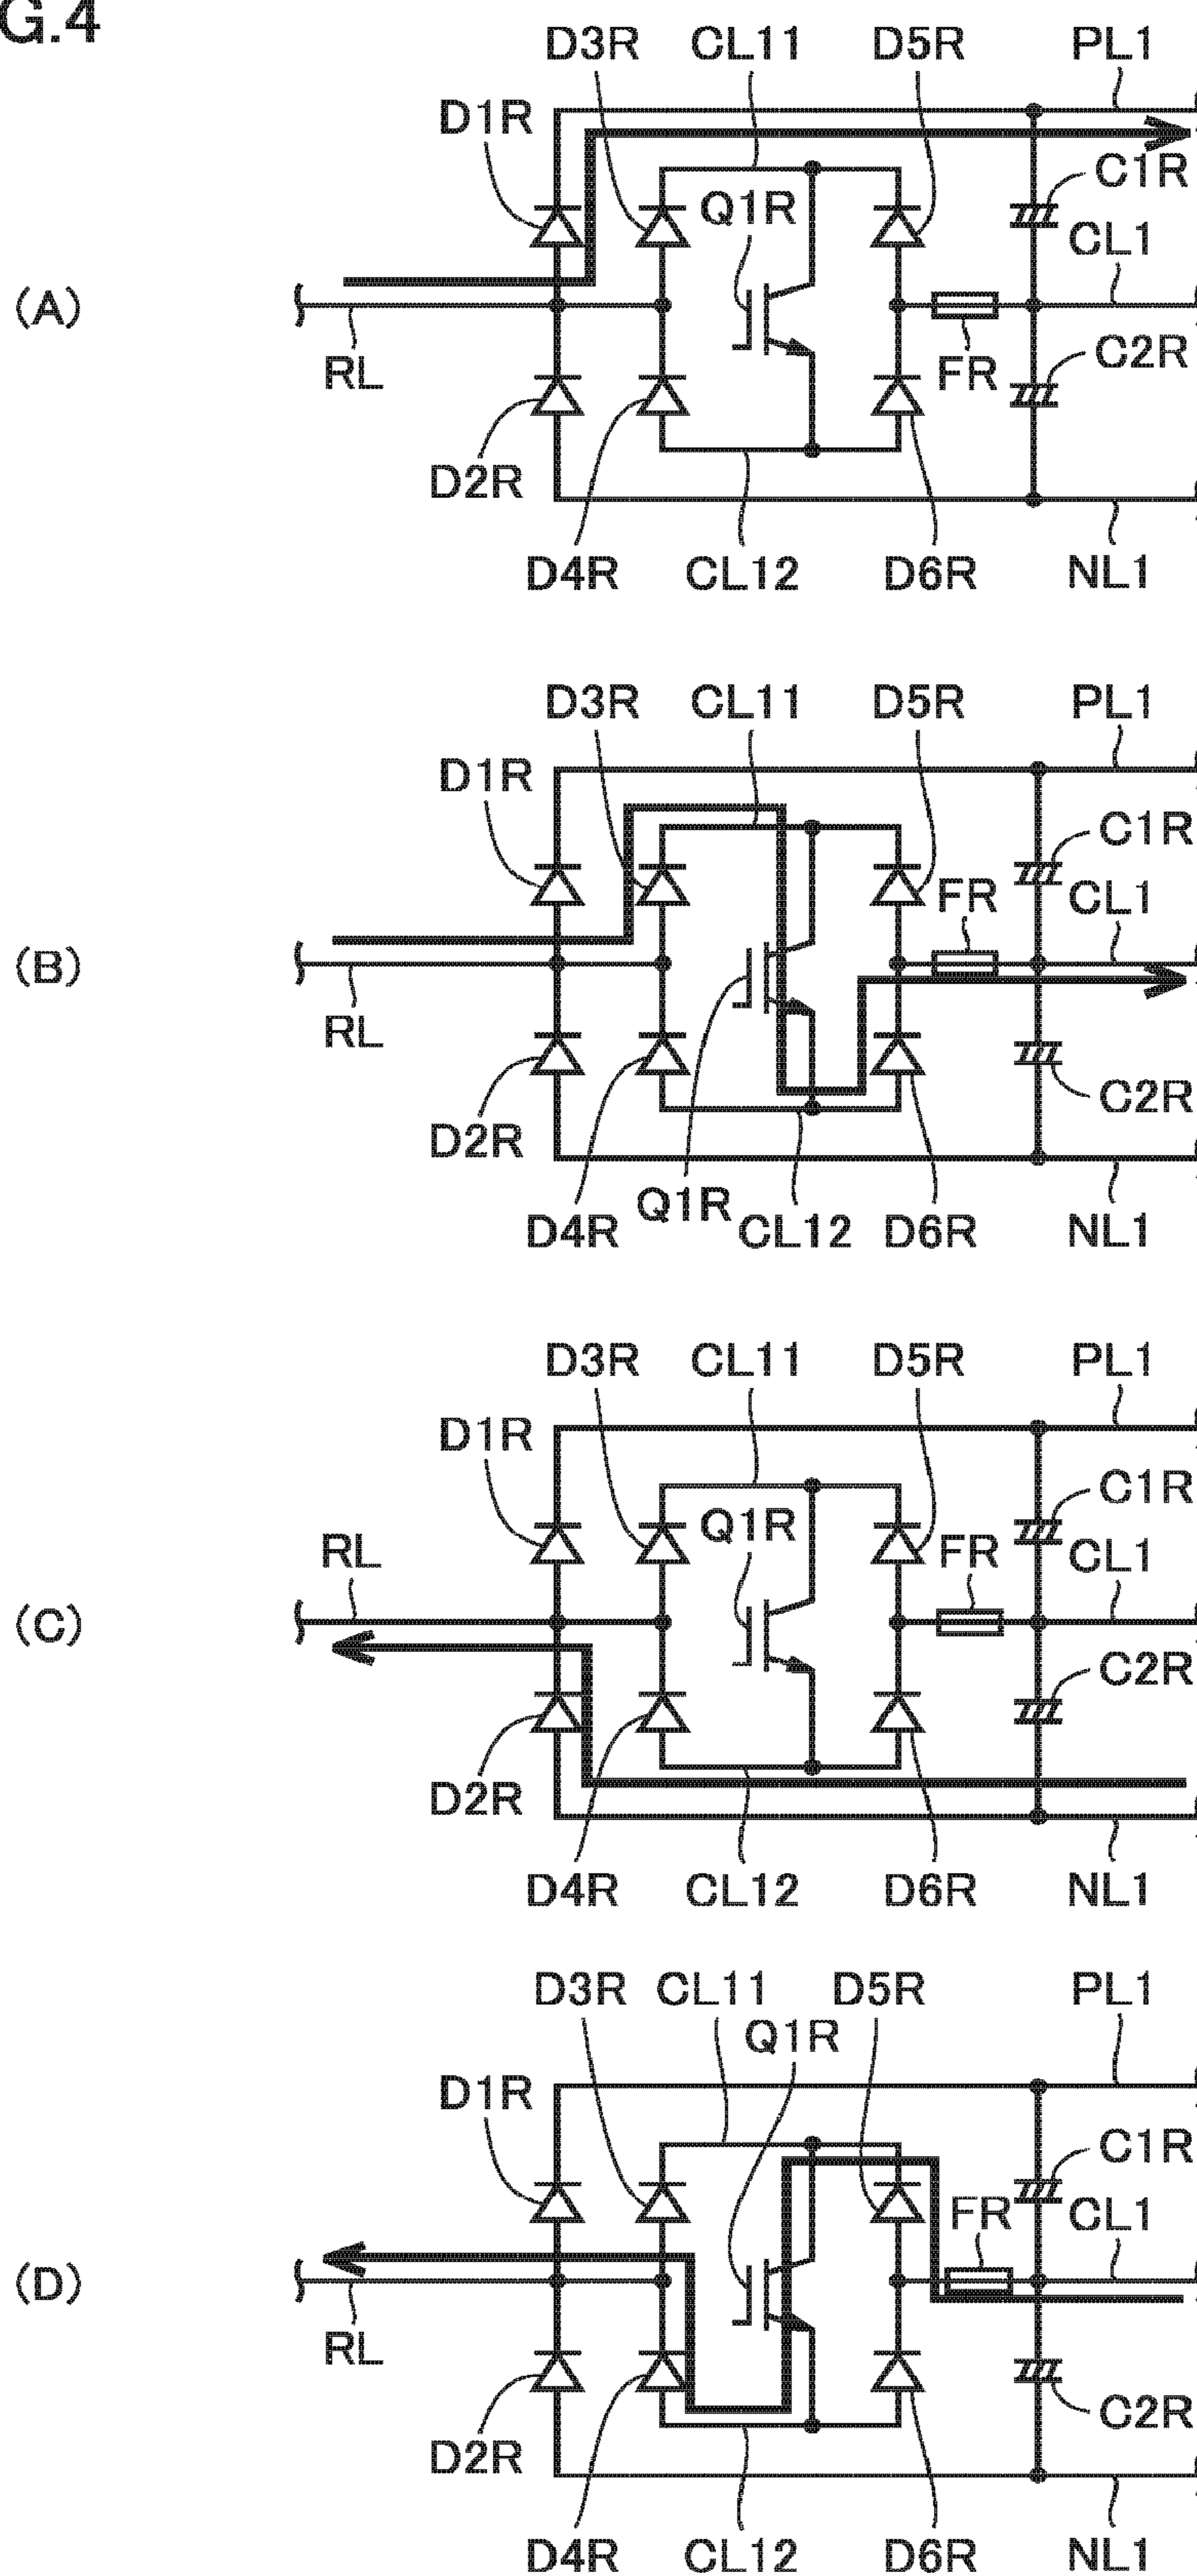 G.4
D3R CL11 D5R PL1
D1R
C1R
Q1R
CL1
(A)
RL
FR
C2R
D2R
D4R CL12 D6R NL1
D3R CL11 D5R PL1
D1R
C1R
FR
CL1
(B)
RL
C2R
D2R
Q1R
D4R CL12 D6R NL1
D3R CL11 D5R PL1
D1R
C1R
Q1R
RL
FR
CL1
(C)
C2R
D2R
D4R CL12 D6R NL1
D3R CL11 D5R PL1
Q1R
D1R
C1R
FR
CL1
(D)
RL
C2R
D2R
D4R CL12 D6R NL1